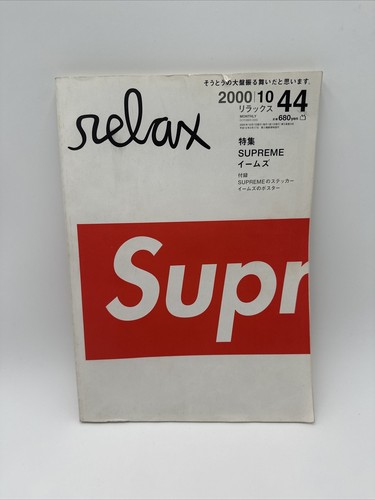 そうとうの大盤振る舞いだと思います。
relax
2000|10
リラックス
44
MONTHLY
680
特集
SUPREME
イームズ
付録
SUPREMEのステッカー
イームズのポスター
Supr